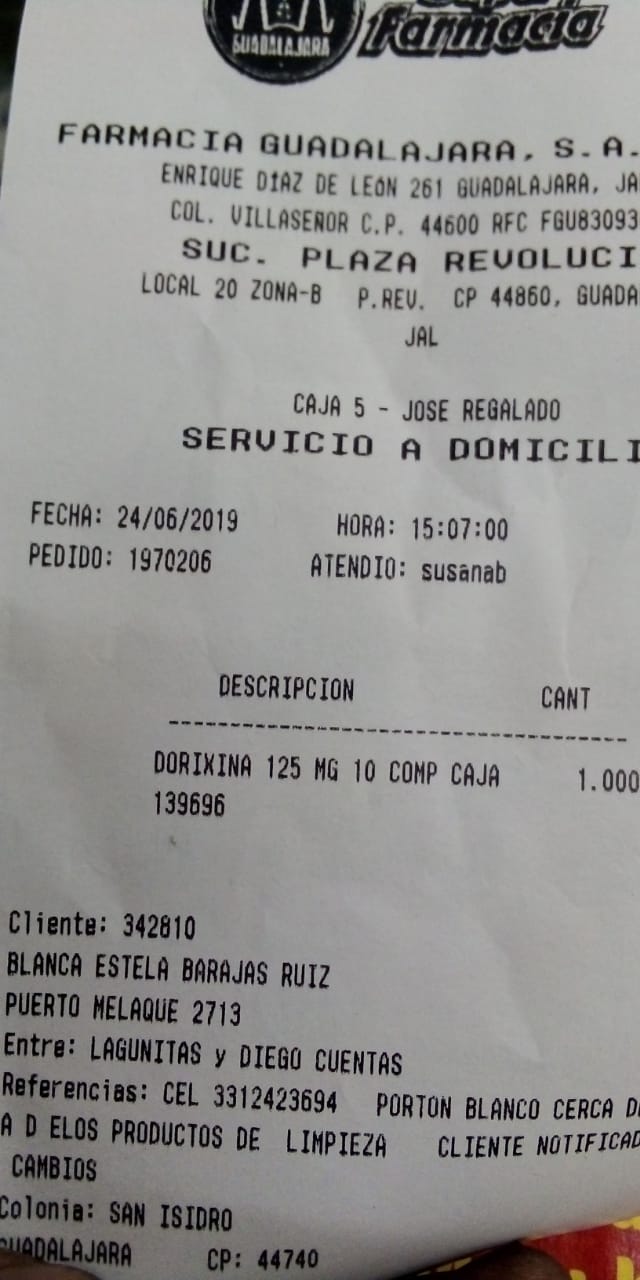 GUADALAJARA
Farmacia
FARMACIA GUADALAJARA, S.A.
ENRIQUE DIAZ DE LEON 261 GUADALAJARA, JA
COL. VILLASEÑOR C.P. 44600 RFC FGU83093
SUC. PLAZA REVOLUCI
LOCAL 20 ZONA-B P.REV. CP 44860, GUADA
JAL
CAJA 5 - JOSE REGALADO
SERVICIO A DOMICILI
FECHA: 24/06/2019 HORA: 15:07:00
PEDIDO: 1970206 ATENDIO: susanab
DESCRIPCION CANT
DORIXINA 125 MG 10 COMP CAJA 1.000
139696
Cliente: 342810
BLANCA ESTELA BARAJAS RUIZ
PUERTO MELAQUE 2713
Entre: LAGUNITAS y DIEGO CUENTAS
Referencias: CEL 3312423694 PORTON BLANCO CERCA D
A D ELOS PRODUCTOS DE LIMPIEZA CLIENTE NOTIFICAD
CAMBIOS
Colonia: SAN ISIDRO
GUADALAJARA CP: 44740